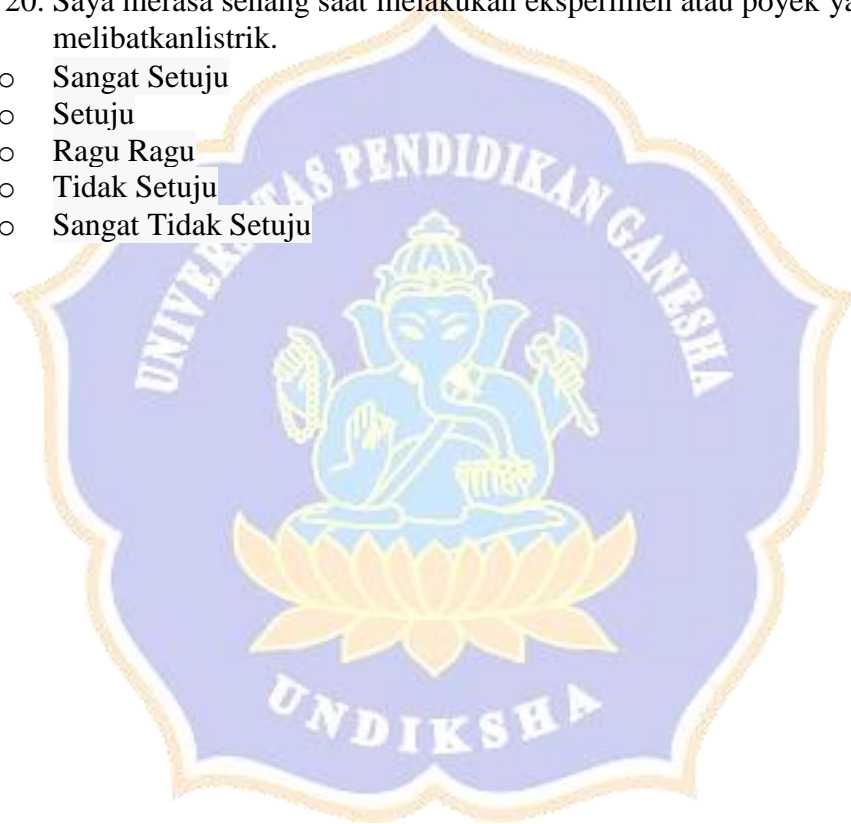 20. Saya merasa senang saat melakukan eksperimen atau poyek
melibatkanlistrik.
o Sangat Setuju
o Setuju
o Ragu Ragu
o Tidak Setuju
o Sangat Tidak Setuju
UNIVERSITAS PENDIDIKAN GANESHA
UNDIKSHA